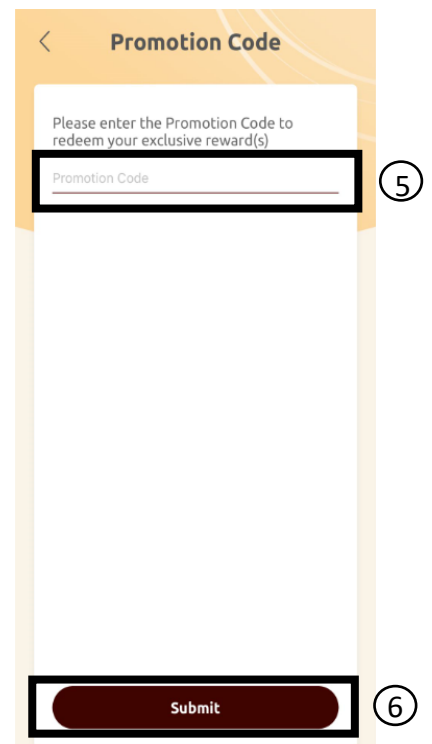 Promotion Code
Please enter the Promotion Code to
redeem your exclusive reward(s)
Promotion Code
5
Submit
6